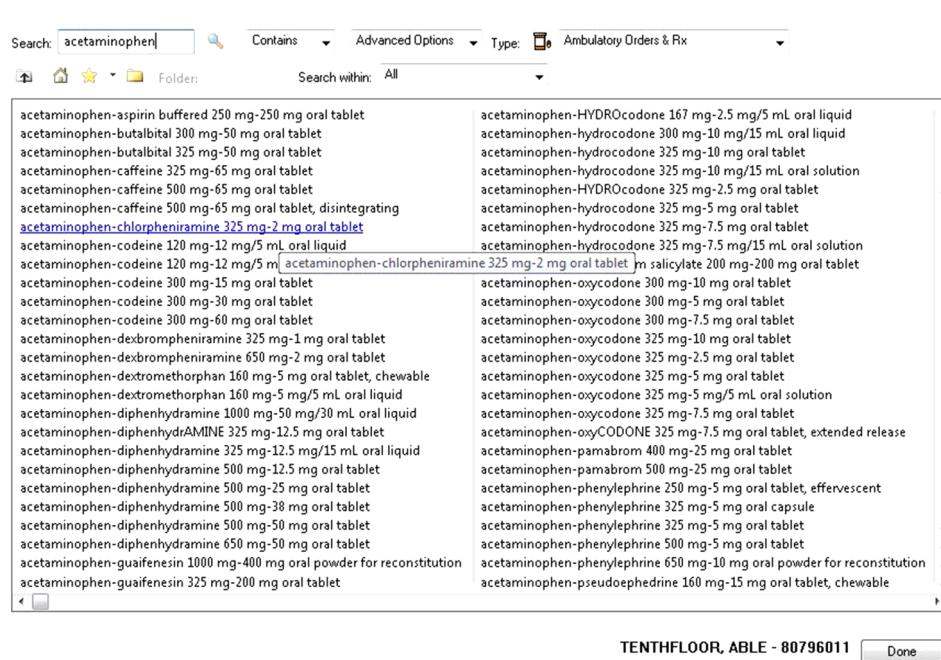 Search: acetaminophen Contains Advanced Options Type: Ambulatory Orders & Rx
Folder: Search within: All
acetaminophen-aspirin buffered 250 mg-250 mg oral tablet
acetaminophen-butalbital 300 mg-50 mg oral tablet
acetaminophen-butalbital 325 mg-50 mg oral tablet
acetaminophen-caffeine 325 mg-65 mg oral tablet
acetaminophen-caffeine 500 mg-65 mg oral tablet
acetaminophen-caffeine 500 mg-65 mg oral tablet, disintegrating
acetaminophen-chlorpheniramine 325 mg-2 mg oral tablet
acetaminophen-codeine 120 mg-12 mg/5 mL oral liquid
acetaminophen-codeine 120 mg-12 mg/5 m
acetaminophen-chlorpheniramine 325 mg-2 mg oral tablet
acetaminophen-codeine 300 mg-15 mg oral tablet
acetaminophen-codeine 300 mg-30 mg oral tablet
acetaminophen-codeine 300 mg-60 mg oral tablet
acetaminophen-dexbrompheniramine 325 mg-1 mg oral tablet
acetaminophen-dexbrompheniramine 650 mg-2 mg oral tablet
acetaminophen-dextromethorphan 160 mg-5 mg oral tablet, chewable
acetaminophen-dextromethorphan 160 mg-5 mg/5 mL oral liquid
acetaminophen-diphenhydramine 1000 mg-50 mg/30 mL oral liquid
acetaminophen-diphenhydrAMINE 325 mg-12.5 mg oral tablet
acetaminophen-diphenhydramine 325 mg-12.5 mg/15 mL oral liquid
acetaminophen-diphenhydramine 500 mg-12.5 mg oral tablet
acetaminophen-diphenhydramine 500 mg-25 mg oral tablet
acetaminophen-diphenhydramine 500 mg-38 mg oral tablet
acetaminophen-diphenhydramine 500 mg-50 mg oral tablet
acetaminophen-diphenhydramine 650 mg-50 mg oral tablet
acetaminophen-guaifenesin 1000 mg-400 mg oral powder for reconstitution
acetaminophen-guaifenesin 325 mg-200 mg oral tablet
acetaminophen-HYDROcodone 167 mg-2.5 mg/5 mL oral liquid
acetaminophen-hydrocodone 300 mg-10 mg/15 mL oral liquid
acetaminophen-hydrocodone 325 mg-10 mg oral tablet
acetaminophen-hydrocodone 325 mg-10 mg/15 mL oral solution
acetaminophen-HYDROcodone 325 mg-2.5 mg oral tablet
acetaminophen-hydrocodone 325 mg-5 mg oral tablet
acetaminophen-hydrocodone 325 mg-7.5 mg oral tablet
acetaminophen-hydrocodone 325 mg-7.5 mg/15 mL oral solution
m salicylate 200 mg-200 mg oral tablet
acetaminophen-oxycodone 300 mg-10 mg oral tablet
acetaminophen-oxycodone 300 mg-5 mg oral tablet
acetaminophen-oxycodone 300 mg-7.5 mg oral tablet
acetaminophen-oxycodone 325 mg-10 mg oral tablet
acetaminophen-oxycodone 325 mg-2.5 mg oral tablet
acetaminophen-oxycodone 325 mg-5 mg oral tablet
acetaminophen-oxycodone 325 mg-5 mg/5 mL oral solution
acetaminophen-oxycodone 325 mg-7.5 mg oral tablet
acetaminophen-oxyCODONE 325 mg-7.5 mg oral tablet, extended release
acetaminophen-pamabrom 400 mg-25 mg oral tablet
acetaminophen-pamabrom 500 mg-25 mg oral tablet
acetaminophen-phenylephrine 250 mg-5 mg oral tablet, effervescent
acetaminophen-phenylephrine 325 mg-5 mg oral capsule
acetaminophen-phenylephrine 325 mg-5 mg oral tablet
acetaminophen-phenylephrine 500 mg-5 mg oral tablet
acetaminophen-phenylephrine 650 mg-10 mg oral powder for reconstitution
acetaminophen-pseudoephedrine 160 mg-15 mg oral tablet, chewable
TENTHFLOOR, ABLE - 80796011 Done